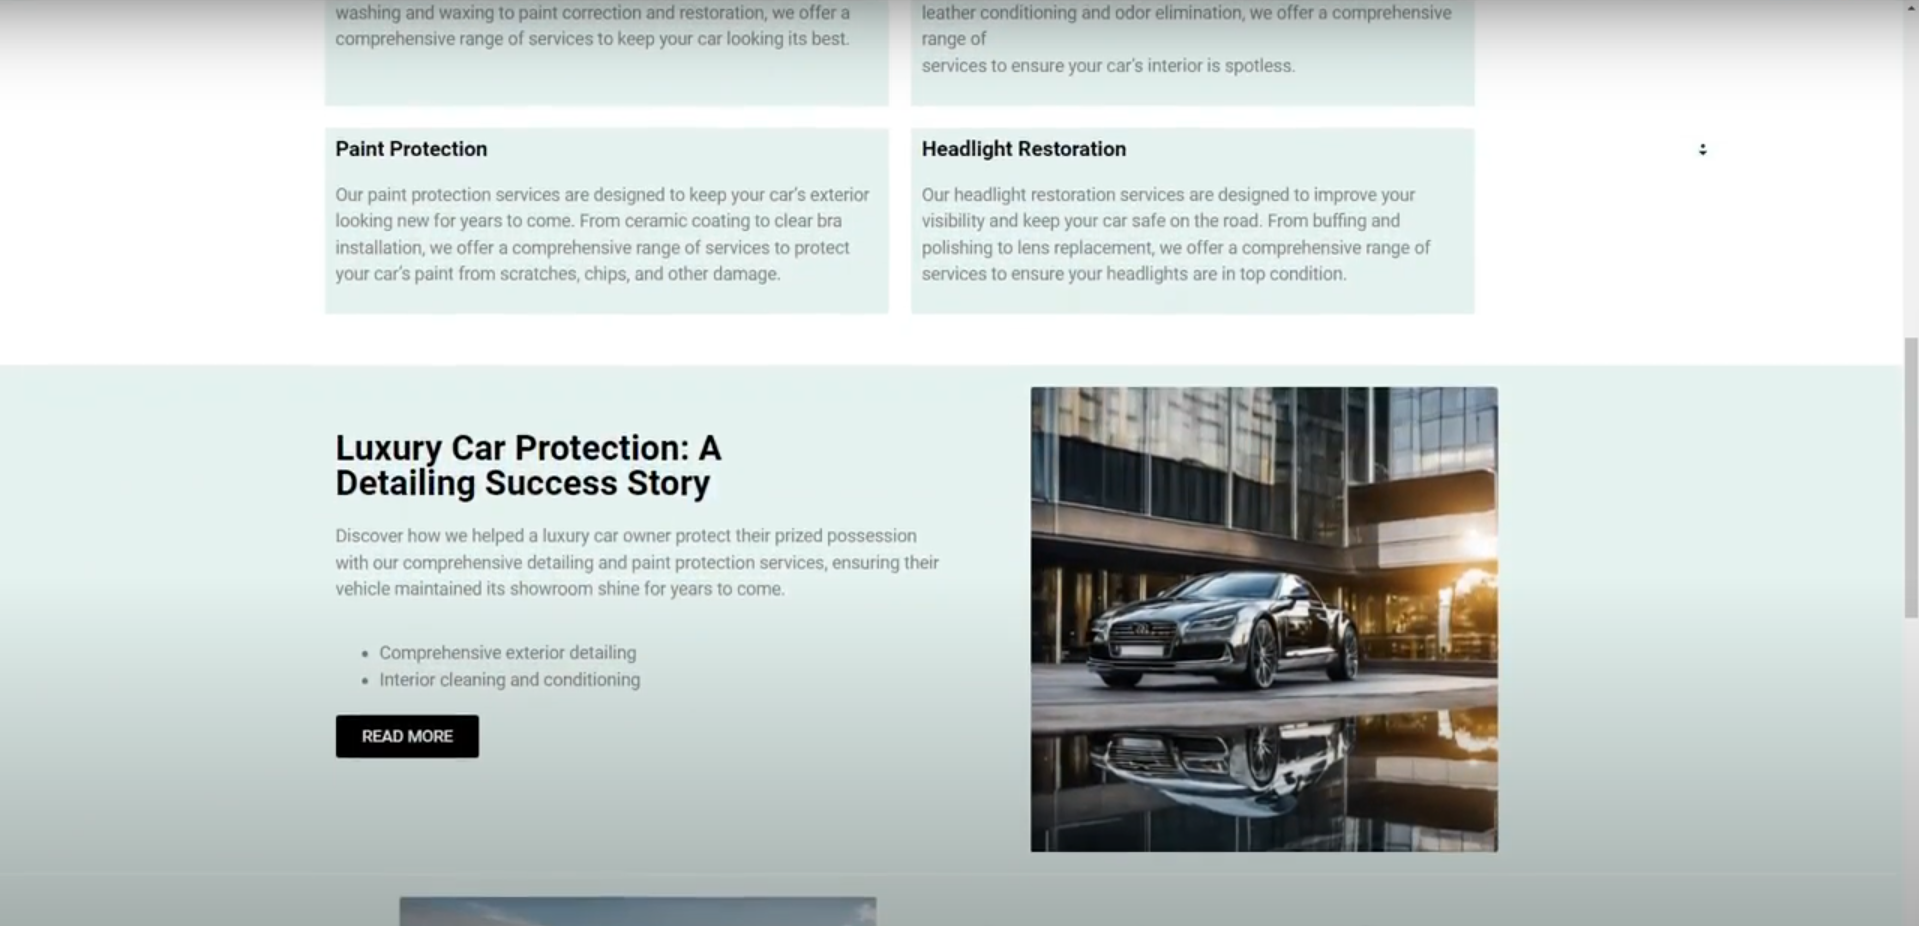 washing and waxing to paint correction and restoration, we offer a
comprehensive range of services to keep your car looking its best.
leather conditioning and odor elimination, we offer a comprehensive
range of
services to ensure your car's interior is spotless.
Paint Protection
Our paint protection services are designed to keep your car's exterior
looking new for years to come. From ceramic coating to clear bra
installation, we offer a comprehensive range of services to protect
your car's paint from scratches, chips, and other damage.
Headlight Restoration
Our headlight restoration services are designed to improve your
visibility and keep your car safe on the road. From buffing and
polishing to lens replacement, we offer a comprehensive range of
services to ensure your headlights are in top condition.
Luxury Car Protection: A
Detailing Success Story
Discover how we helped a luxury car owner protect their prized possession
with our comprehensive detailing and paint protection services, ensuring their
vehicle maintained its showroom shine for years to come.
• Comprehensive exterior detailing
• Interior cleaning and conditioning
READ MORE